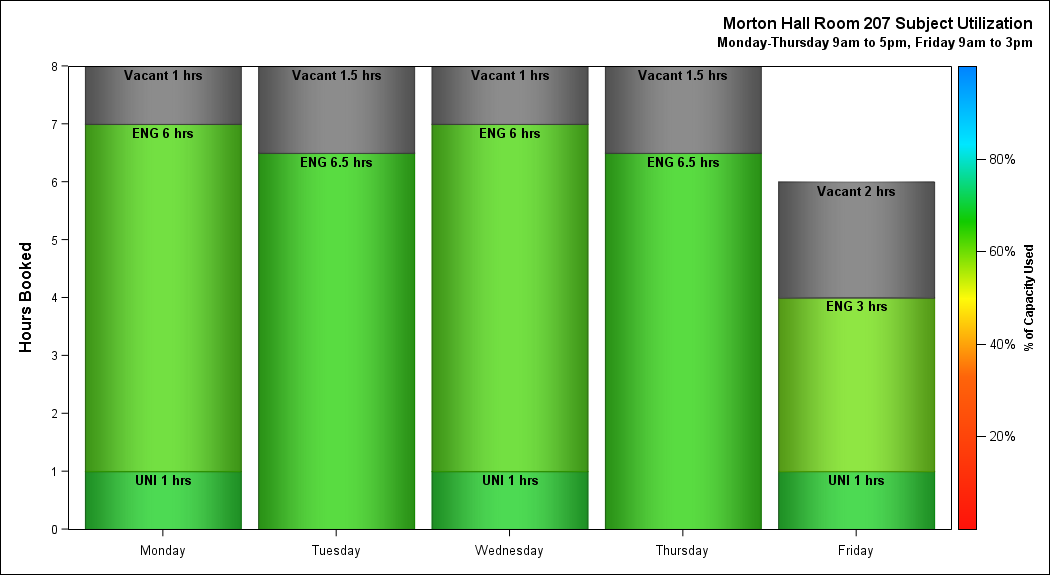 Morton Hall Room 207 Subject Utilization
Monday-Thursday 9am to 5pm, Friday 9am to 3pm
Hours Booked
8
7
6
5
4
3
2
1
0
Vacant 1 hrs
ENG 6 hrs
UNI 1 hrs
Vacant 1.5 hrs
ENG 6.5 hrs
Vacant 1 hrs
ENG 6 hrs
UNI 1 hrs
Vacant 1.5 hrs
ENG 6.5 hrs
Vacant 2 hrs
ENG 3 hrs
UNI 1 hrs
Monday
Tuesday
Wednesday
Thursday
Friday
80%
60%
40%
20%
% of Capacity Used